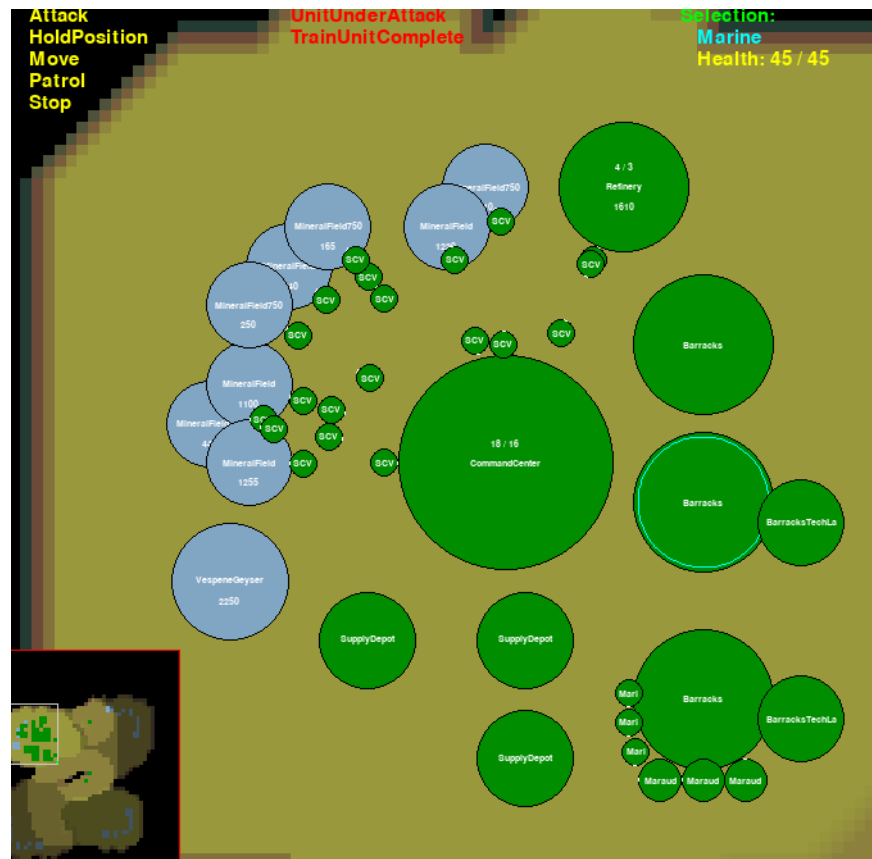 Attack
HoldPosition
Move
Patrol
Stop
UnitUnderAttack
TrainUnitComplete
Selection:
Marine
Health: 45 / 45
4 / 3
Refinery
1610
MineralField750
MineralField750
165
MineralField
SCV
SCV
SCV
SCV
SCV
SCV
SCV
MineralField750
250
SCV
SCV
SCV
SCV
Barracks
SCV
MineralField
1100
SCV
SCV
SCV
SCV
MineralField
1255
SCV
SCV
18 / 16
CommandCenter
Barracks
BarracksTechLa
VespeneGeyser
2250
SupplyDepot
SupplyDepot
Barracks
BarracksTechLa
Mari
Mari
Mari
SupplyDepot
Maraud
Maraud
Maraud